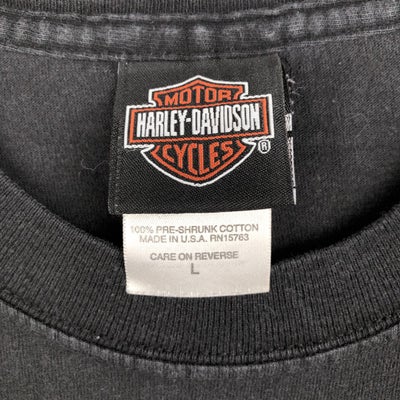 MOTOR
HARLEY-DAVIDSON
CYCLES
®
100% PRE-SHRUNK COTTON
MADE IN U.S.A. RN15763
CARE ON REVERSE
L